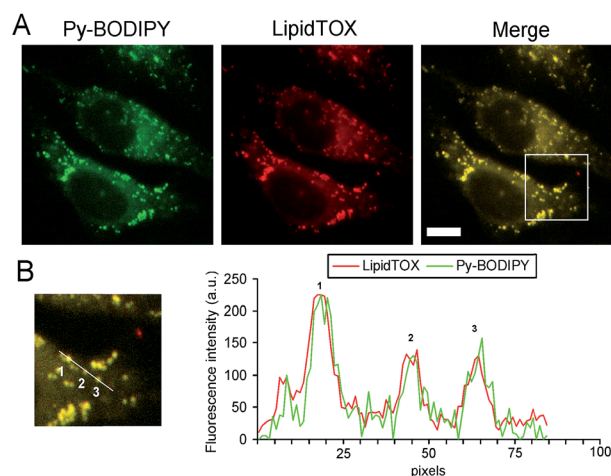 A
Py-BODIPY
LipidTOX
Merge
B
1
2
3
LipidTOX Py-BODIPY
Fluorescence intensity (a.u.)
250
200
150
100
50
0
1
2
3
25
50
75
100
pixels